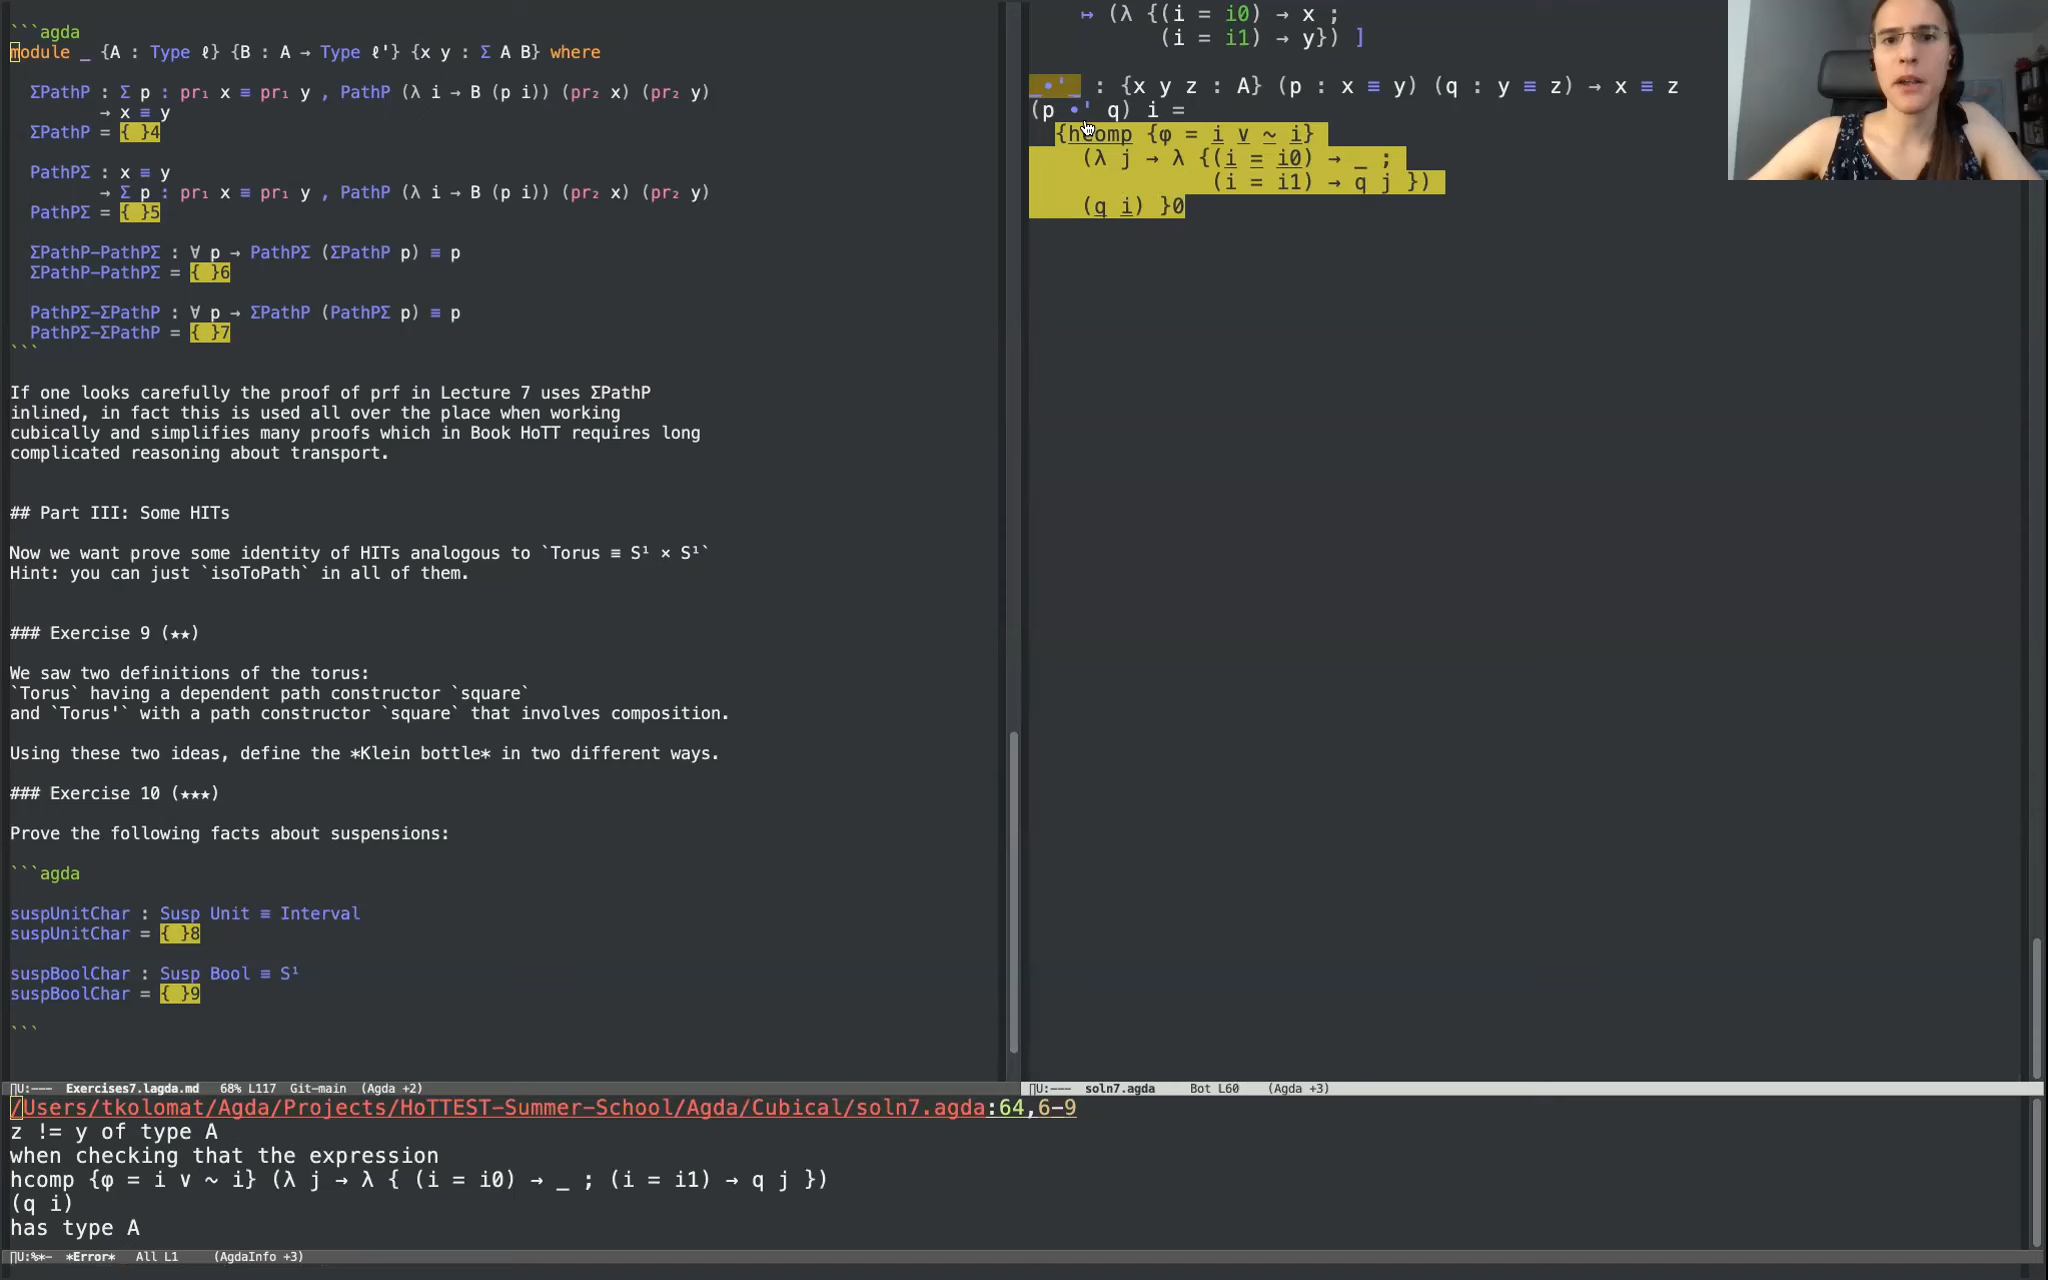 ```agda
module _ {A : Type ℓ} {B : A → Type ℓ'} {x y : Σ A B} where
ΣPathP : Σ p : pr₁ x ≡ pr₁ y , PathP (λ i → B (p i)) (pr₂ x) (pr₂ y)
→ x ≡ y
ΣPathP = { }4
PathPΣ : x ≡ y
→ Σ p : pr₁ x ≡ pr₁ y , PathP (λ i → B (p i)) (pr₂ x) (pr₂ y)
PathPΣ = { }5
ΣPathP-PathPΣ : ∀ p → PathPΣ (ΣPathP p) ≡ p
ΣPathP-PathPΣ = { }6
PathPΣ-ΣPathP : ∀ p → ΣPathP (PathPΣ p) ≡ p
PathPΣ-ΣPathP = { }7
```
If one looks carefully the proof of prf in Lecture 7 uses ΣPathP
inlined, in fact this is used all over the place when working
cubically and simplifies many proofs which in Book HoTT requires long
complicated reasoning about transport.
## Part III: Some HITs
Now we want prove some identity of HITs analogous to `Torus ≡ S¹ × S¹`
Hint: you can just `isoToPath` in all of them.
### Exercise 9 (★★)
We saw two definitions of the torus:
`Torus` having a dependent path constructor `square`
and `Torus'` with a path constructor `square` that involves composition.
Using these two ideas, define the *Klein bottle* in two different ways.
### Exercise 10 (★★★)
Prove the following facts about suspensions:
```agda
suspUnitChar : Susp Unit ≡ Interval
suspUnitChar = { }8
suspBoolChar : Susp Bool ≡ S¹
suspBoolChar = { }9
```
U:--- Exercises7.lagda.md 68% L117 Git-main (Agda +2)
↦ (λ {(i = i0) → x ;
(i = i1) → y}) ]
_∙'_ : {x y z : A} (p : x ≡ y) (q : y ≡ z) → x ≡ z
(p ∙' q) i =
{hcomp {φ = i ∨ ~ i}
(λ j → λ {(i = i0) → _ ;
(i = i1) → q j })
(q i) }0
U:--- soln7.agda Bot L60 (Agda +3)
/Users/tkolomat/Agda/Projects/HoTTEST-Summer-School/Agda/Cubical/soln7.agda:64,6-9
z != y of type A
when checking that the expression
hcomp {φ = i ∨ ~ i} (λ j → λ { (i = i0) → _ ; (i = i1) → q j })
(q i)
has type A
U:%*- *Error* All L1 (AgdaInfo +3)